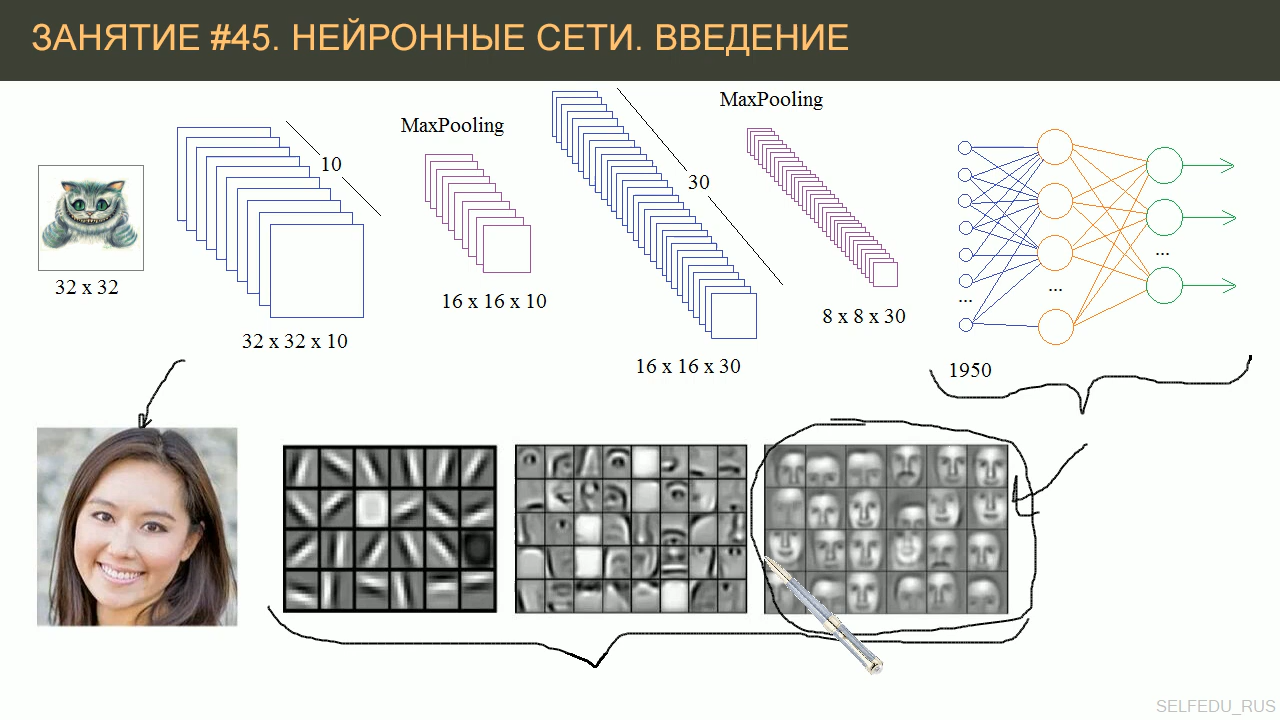 ЗАНЯТИЕ #45. НЕЙРОННЫЕ СЕТИ. ВВЕДЕНИЕ
MaxPooling
MaxPooling
10
30
32 x 32
16 x 16 x 10
8 x 8 x 30
32 x 32 x 10
16 x 16 x 30
...
...
...
1950
SELFEDU_RUS